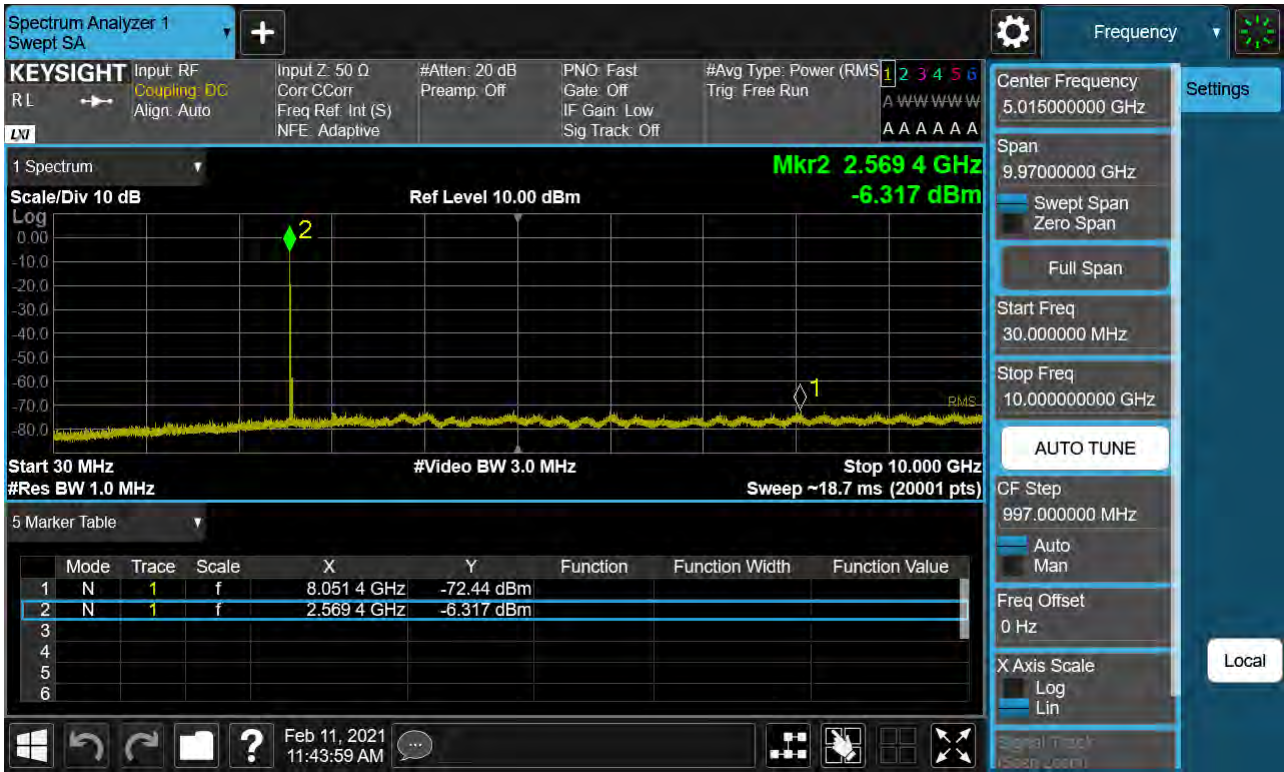 Spectrum Analyzer 1
Swept SA
+
Frequency
KEYSIGHT
RL
LXI
Input: RF
Coupling: DC
Align: Auto
Input Z: 50 Ω
Corr CCorr
Freq Ref: Int (S)
NFE: Adaptive
#Atten: 20 dB
Preamp: Off
PNO: Fast
Gate: Off
IF Gain: Low
Sig Track: Off
#Avg Type: Power (RMS
Trig: Free Run
1 2 3 4 5 6
A W W W W W
A A A A A A
1 Spectrum
Mkr2 2.569 4 GHz
-6.317 dBm
Scale/Div 10 dB
Ref Level 10.00 dBm
Log
0.00
-10.0
-20.0
-30.0
-40.0
-50.0
-60.0
-70.0
-80.0
2
1
RMS
Start 30 MHz
#Video BW 3.0 MHz
Stop 10.000 GHz
#Res BW 1.0 MHz
Sweep ~18.7 ms (20001 pts)
5 Marker Table
Mode Trace Scale X Y Function Function Width Function Value
1 N 1 f 8.051 4 GHz -72.44 dBm
2 N 1 f 2.569 4 GHz -6.317 dBm
3
4
5
6
Feb 11, 2021
11:43:59 AM
?
Center Frequency
5.015000000 GHz
Settings
Span
9.97000000 GHz
Swept Span
Zero Span
Full Span
Start Freq
30.000000 MHz
Stop Freq
10.000000000 GHz
AUTO TUNE
CF Step
997.000000 MHz
Auto
Man
Freq Offset
0 Hz
X Axis Scale
Log
Lin
Local
Signal Track
(Span Zoom)